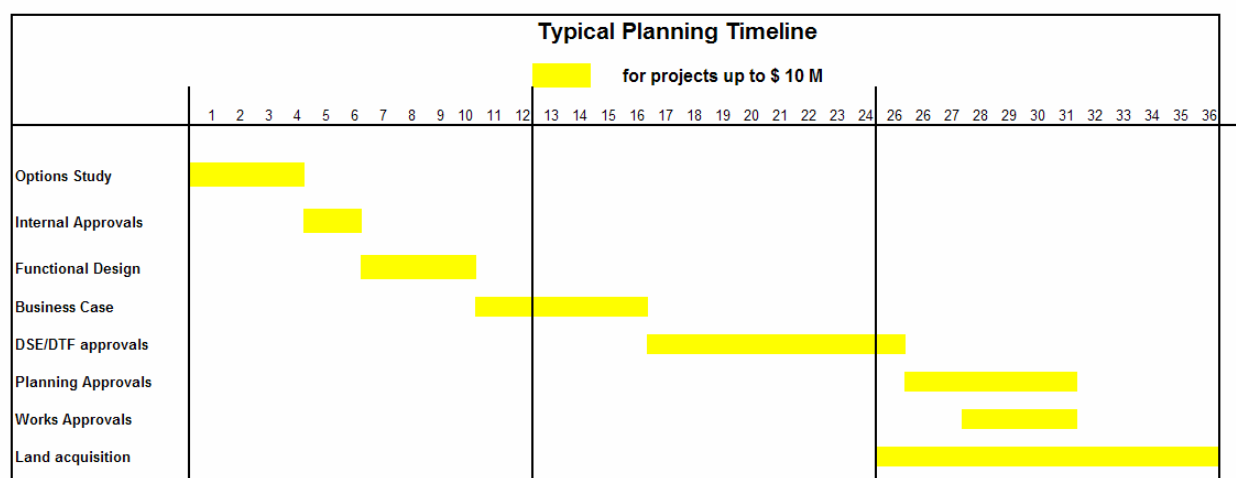 Typical Planning Timeline
for projects up to $ 10 M
1 2 3 4 5 6 7 8 9 10 11 12 13 14 15 16 17 18 19 20 21 22 23 24 26 26 27 28 29 30 31 32 33 34 35 36
Options Study
Internal Approvals
Functional Design
Business Case
DSE/DTF approvals
Planning Approvals
Works Approvals
Land acquisition